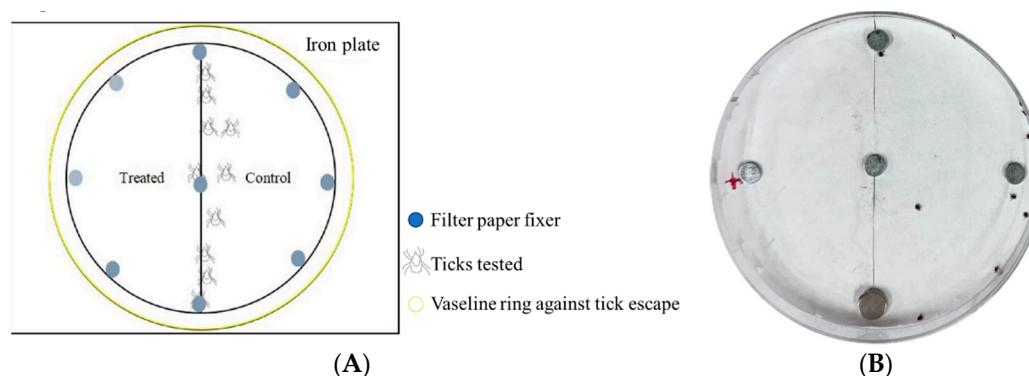 Iron plate
Treated
Control
Filter paper fixer
Ticks tested
Vaseline ring against tick escape
(A)
(B)